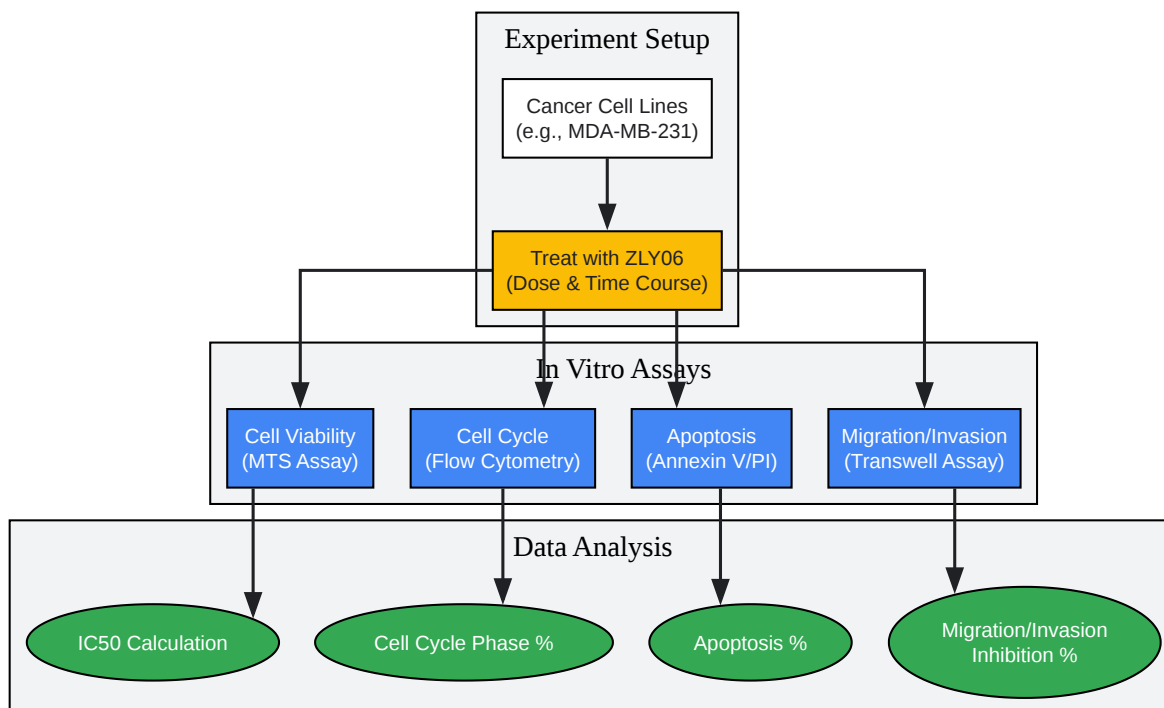 Experiment Setup
Cancer Cell Lines
(e.g., MDA-MB-231)
Treat with ZLY06
(Dose & Time Course)
In Vitro Assays
Cell Viability
(MTS Assay)
Cell Cycle
(Flow Cytometry)
Apoptosis
(Annexin V/PI)
Migration/Invasion
(Transwell Assay)
Data Analysis
IC50 Calculation
Cell Cycle Phase %
Apoptosis %
Migration/Invasion
Inhibition %